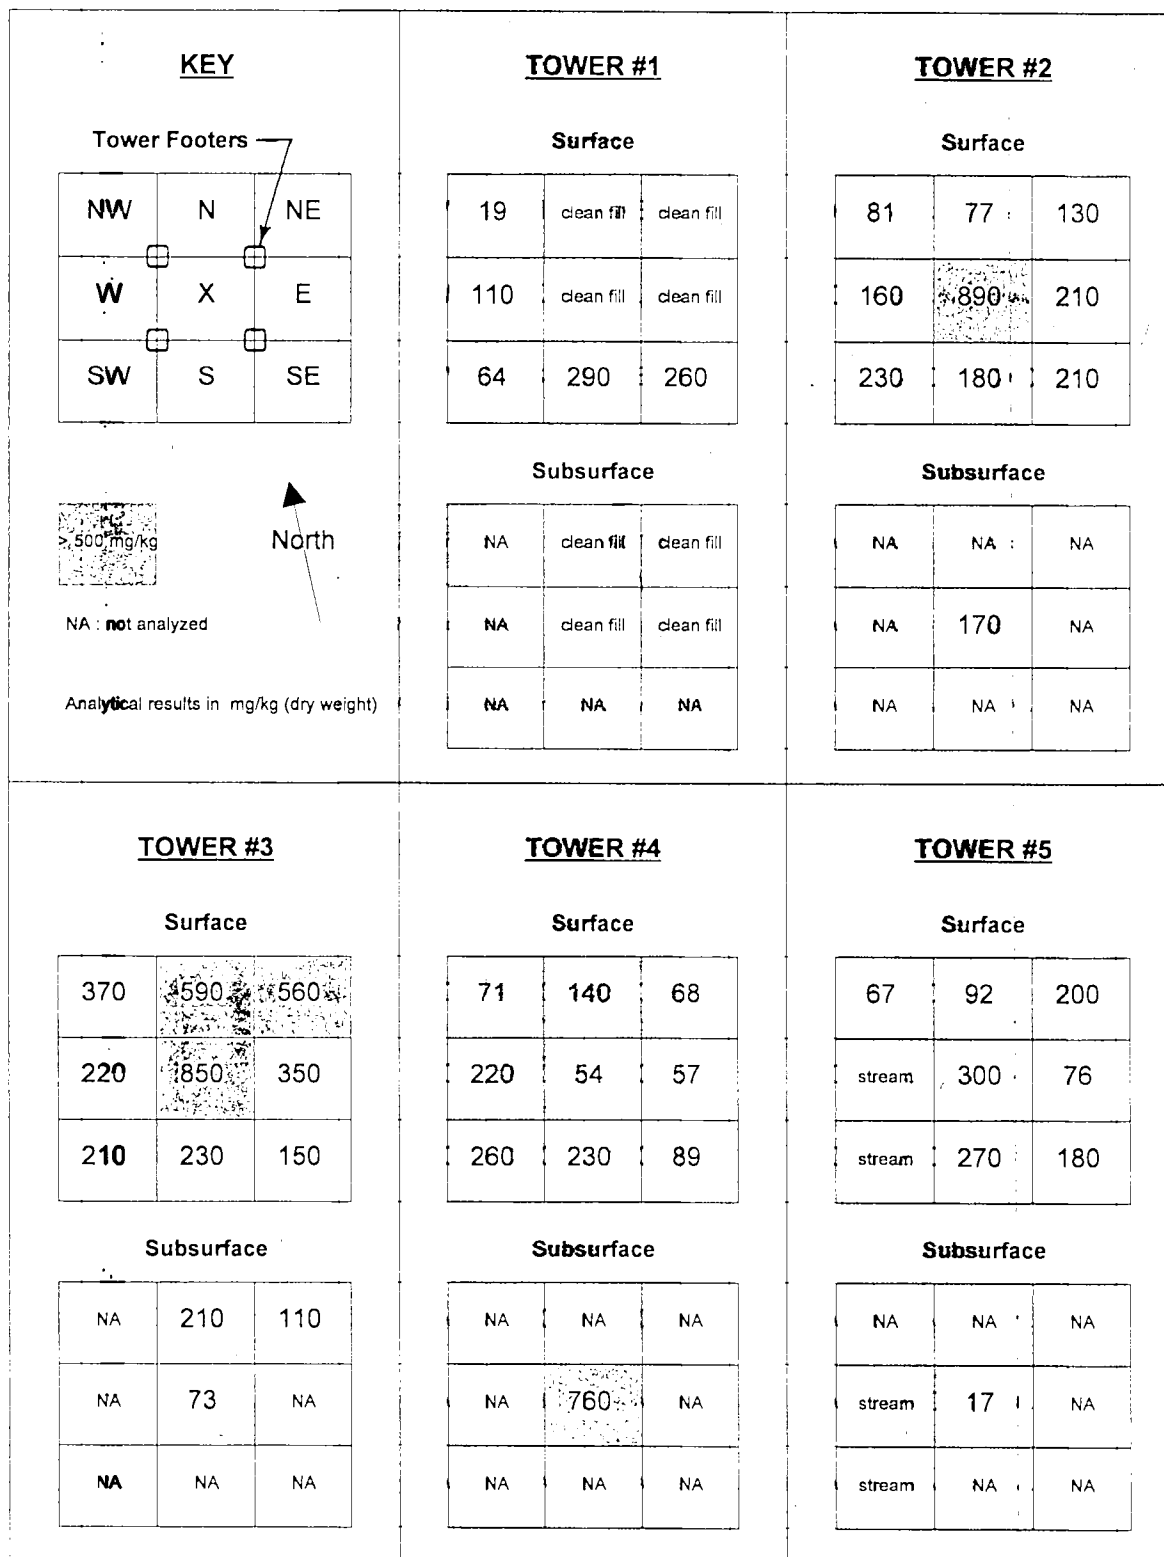 KEY
Tower Footers
NW N NE
W X E
SW S SE
> 500 mg/kg
North
NA : not analyzed
Analytical results in mg/kg (dry weight)
TOWER #1
Surface
19 clean fill clean fill
110 clean fill clean fill
64 290 260
Subsurface
NA clean fill clean fill
NA clean fill clean fill
NA NA NA
TOWER #2
Surface
81 77 130
160 890 210
230 180 210
Subsurface
NA NA NA
NA 170 NA
NA NA NA
TOWER #3
Surface
370 590 560
220 850 350
210 230 150
Subsurface
NA 210 110
NA 73 NA
NA NA NA
TOWER #4
Surface
71 140 68
220 54 57
260 230 89
Subsurface
NA NA NA
NA 760 NA
NA NA NA
TOWER #5
Surface
67 92 200
stream 300 76
stream 270 180
Subsurface
NA NA NA
stream 17 NA
stream NA NA